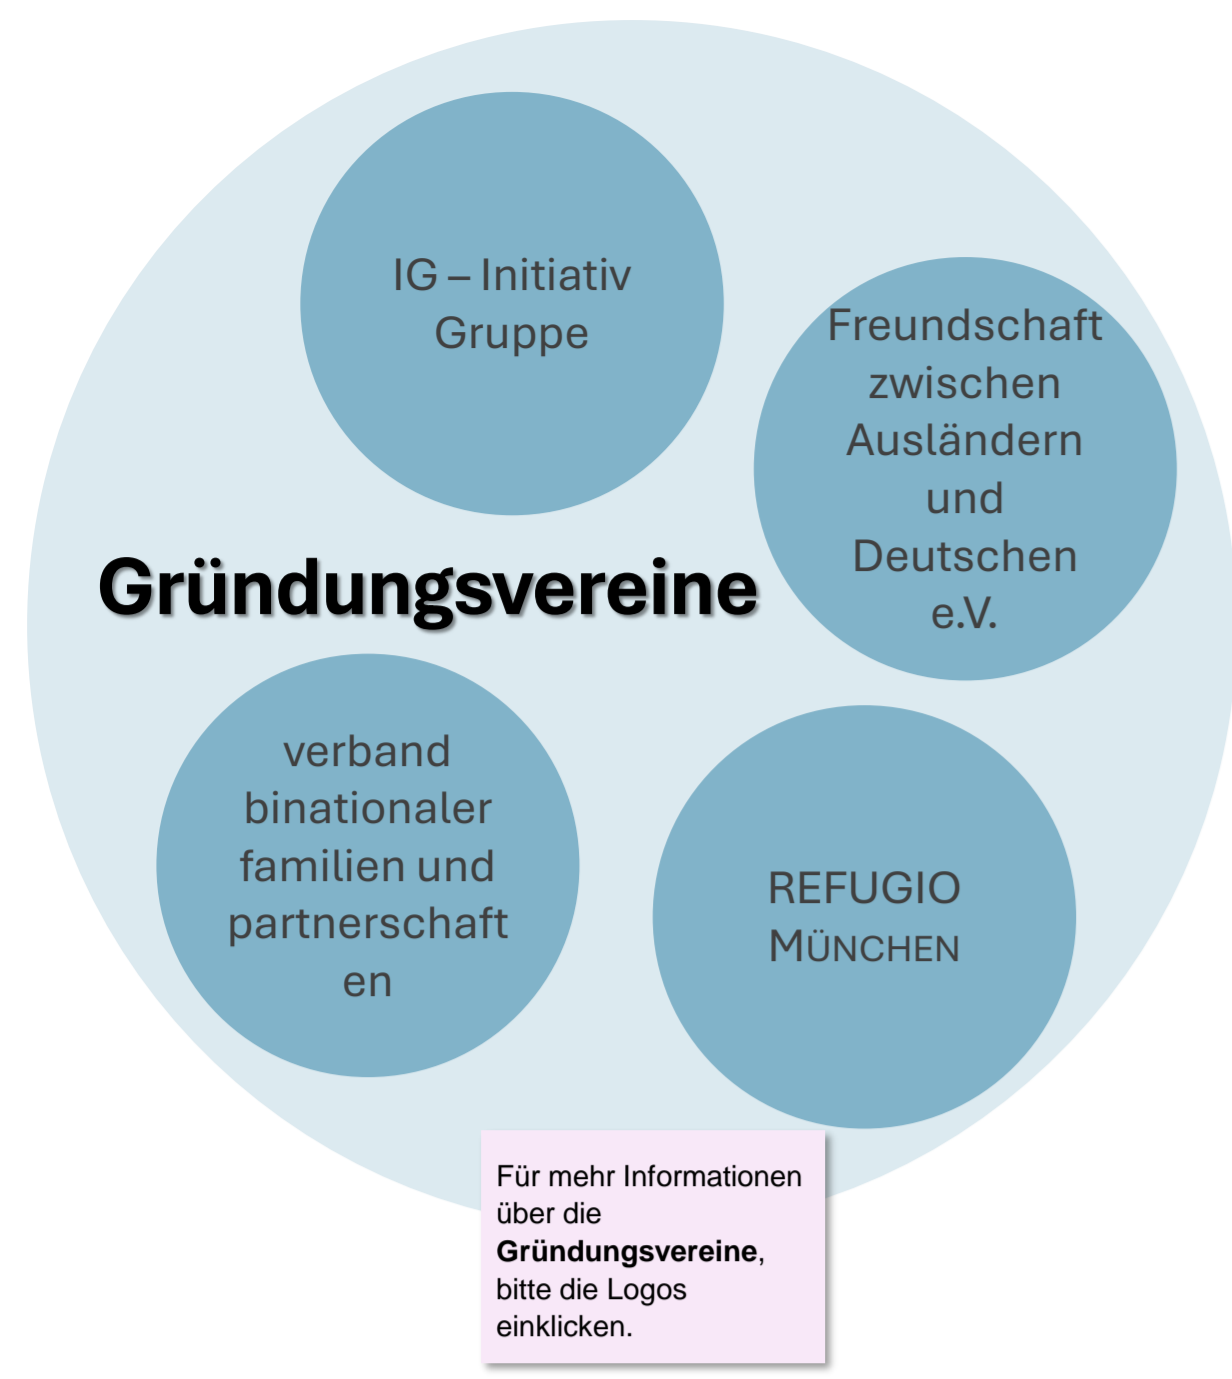 IG – Initiativ
Gruppe
Freundschaft
zwischen
Ausländern
und
Deutschen
e.V.
Gründungsvereine
verband
binationaler
familien und
partnerschaft
en
REFUGIO
MÜNCHEN
Für mehr Informationen
über die
Gründungsvereine,
bitte die Logos
einklicken.